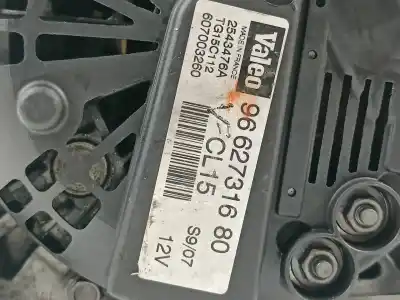 Valeo
MADE IN FRANCE
2543478A
TG15C112
607003260
96 627316 80
CL15
S9/07
12V